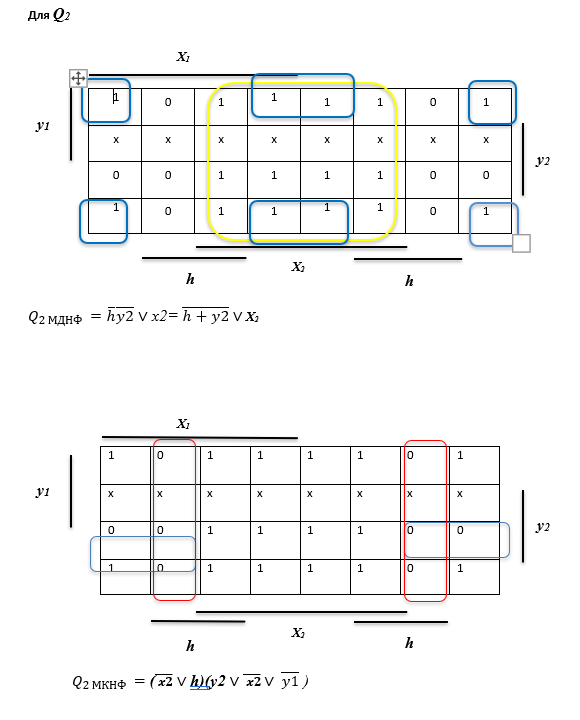 Для Q2
X1
y1
1 0 1 1 1 1 0 1
x x x x x x x x
y2
0 0 1 1 1 1 0 0
1 0 1 1 1 1 0 1
h X2 h
Q2 МДНФ = h̅ y̅2̅ ∨ x2= h̅ ̅+̅ ̅y̅2̅ ∨ X2
X1
y1
1 0 1 1 1 1 0 1
x x x x x x x x
y2
0 0 1 1 1 1 0 0
1 0 1 1 1 1 0 1
h X2 h
Q2 МКНФ = (x̅2̅ ∨ h)(y2 ∨ x̅2̅ ∨ y̅1̅ )